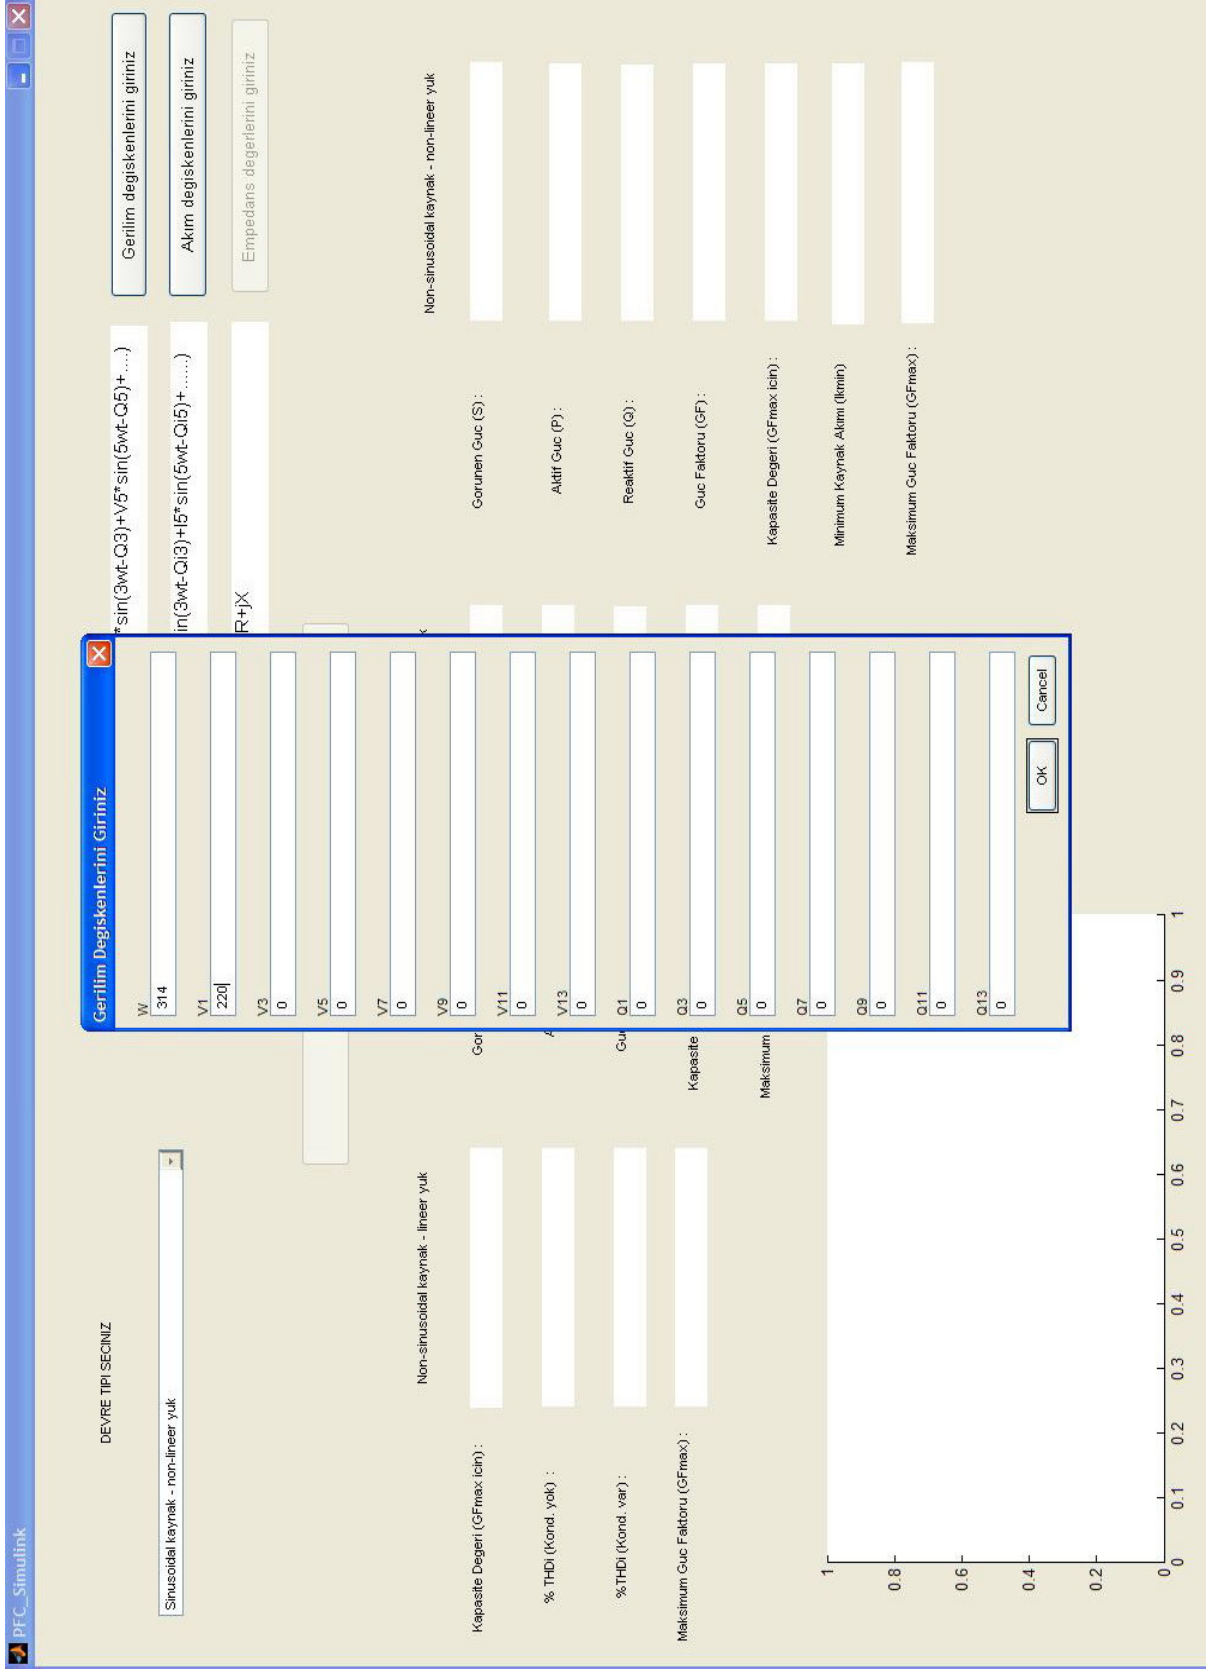 PFC_Simulink
DEVRE TIPI SECINIZ
Sinusoidal kaynak - non-lineer yuk
*sin(3wt-Q3)+V5*sin(5wt-Q5)+....)
Gerilim degiskenlerini giriniz
in(3wt-Qi3)+I5*sin(5wt-Qi5)+......)
Akım degiskenlerini giriniz
R+jX
Empedans degerlerini giriniz
Gerilim Degiskenlerini Giriniz
W
314
V1
220
V3
0
V5
0
V7
0
V9
0
V11
0
V13
0
Q1
0
Q3
0
Q5
0
Q7
0
Q9
0
Q11
0
Q13
0
OK
Cancel
Non-sinusoidal kaynak - lineer yuk
Kapasite Degeri (GFmax icin) :
% THDi (Kond. yok) :
%THDi (Kond. var) :
Maksimum Guc Faktoru (GFmax) :
k
Gor
A
Guc
Kapasite
Maksimum
Non-sinusoidal kaynak - non-lineer yuk
Gorunen Guc (S) :
Aktif Guc (P) :
Reaktif Guc (Q) :
Guc Faktoru (GF) :
Kapasite Degeri (GFmax icin) :
Minimum Kaynak Akımı (Ikmin)
Maksimum Guc Faktoru (GFmax) :
1
0.8
0.6
0.4
0.2
0
0 0.1 0.2 0.3 0.4 0.5 0.6 0.7 0.8 0.9 1